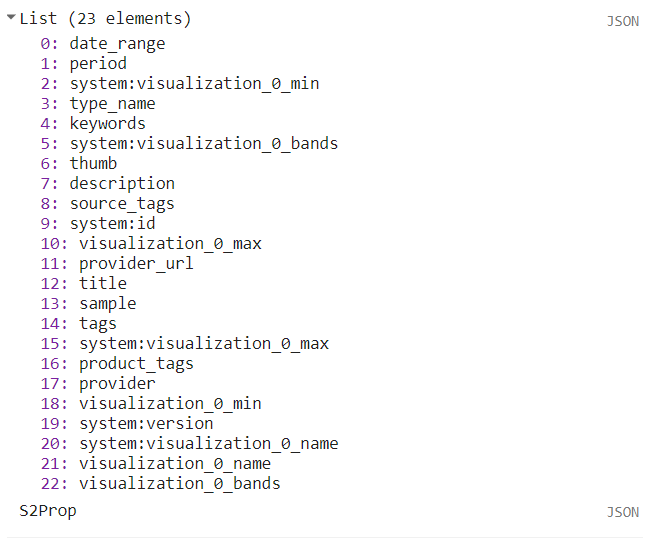 List (23 elements) JSON
0: date_range
1: period
2: system:visualization_0_min
3: type_name
4: keywords
5: system:visualization_0_bands
6: thumb
7: description
8: source_tags
9: system:id
10: visualization_0_max
11: provider_url
12: title
13: sample
14: tags
15: system:visualization_0_max
16: product_tags
17: provider
18: visualization_0_min
19: system:version
20: system:visualization_0_name
21: visualization_0_name
22: visualization_0_bands
S2Prop JSON